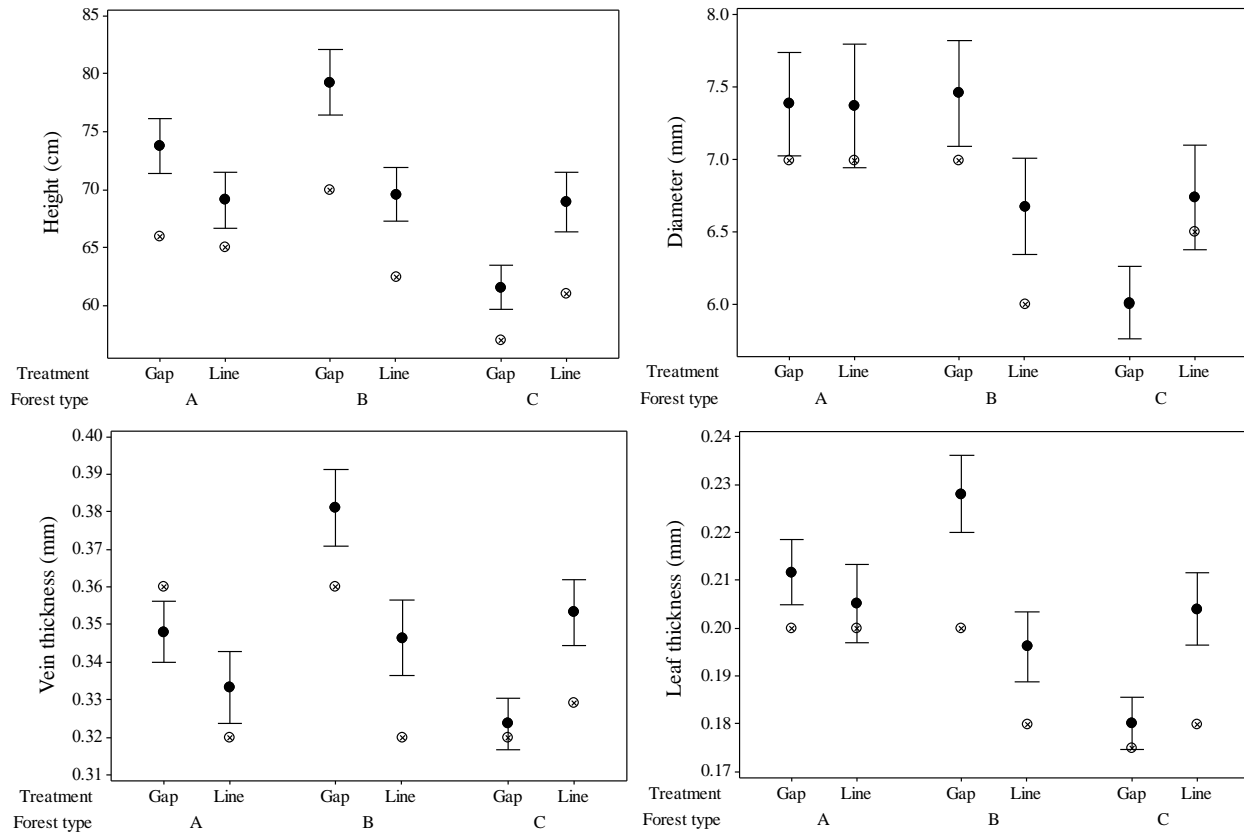 Height (cm)
85
80
75
70
65
60
Treatment Gap Line Gap Line Gap Line
Forest type A B C
Diameter (mm)
8.0
7.5
7.0
6.5
6.0
Treatment Gap Line Gap Line Gap Line
Forest type A B C
Vein thickness (mm)
0.40
0.39
0.38
0.37
0.36
0.35
0.34
0.33
0.32
0.31
Treatment Gap Line Gap Line Gap Line
Forest type A B C
Leaf thickness (mm)
0.24
0.23
0.22
0.21
0.20
0.19
0.18
0.17
Treatment Gap Line Gap Line Gap Line
Forest type A B C